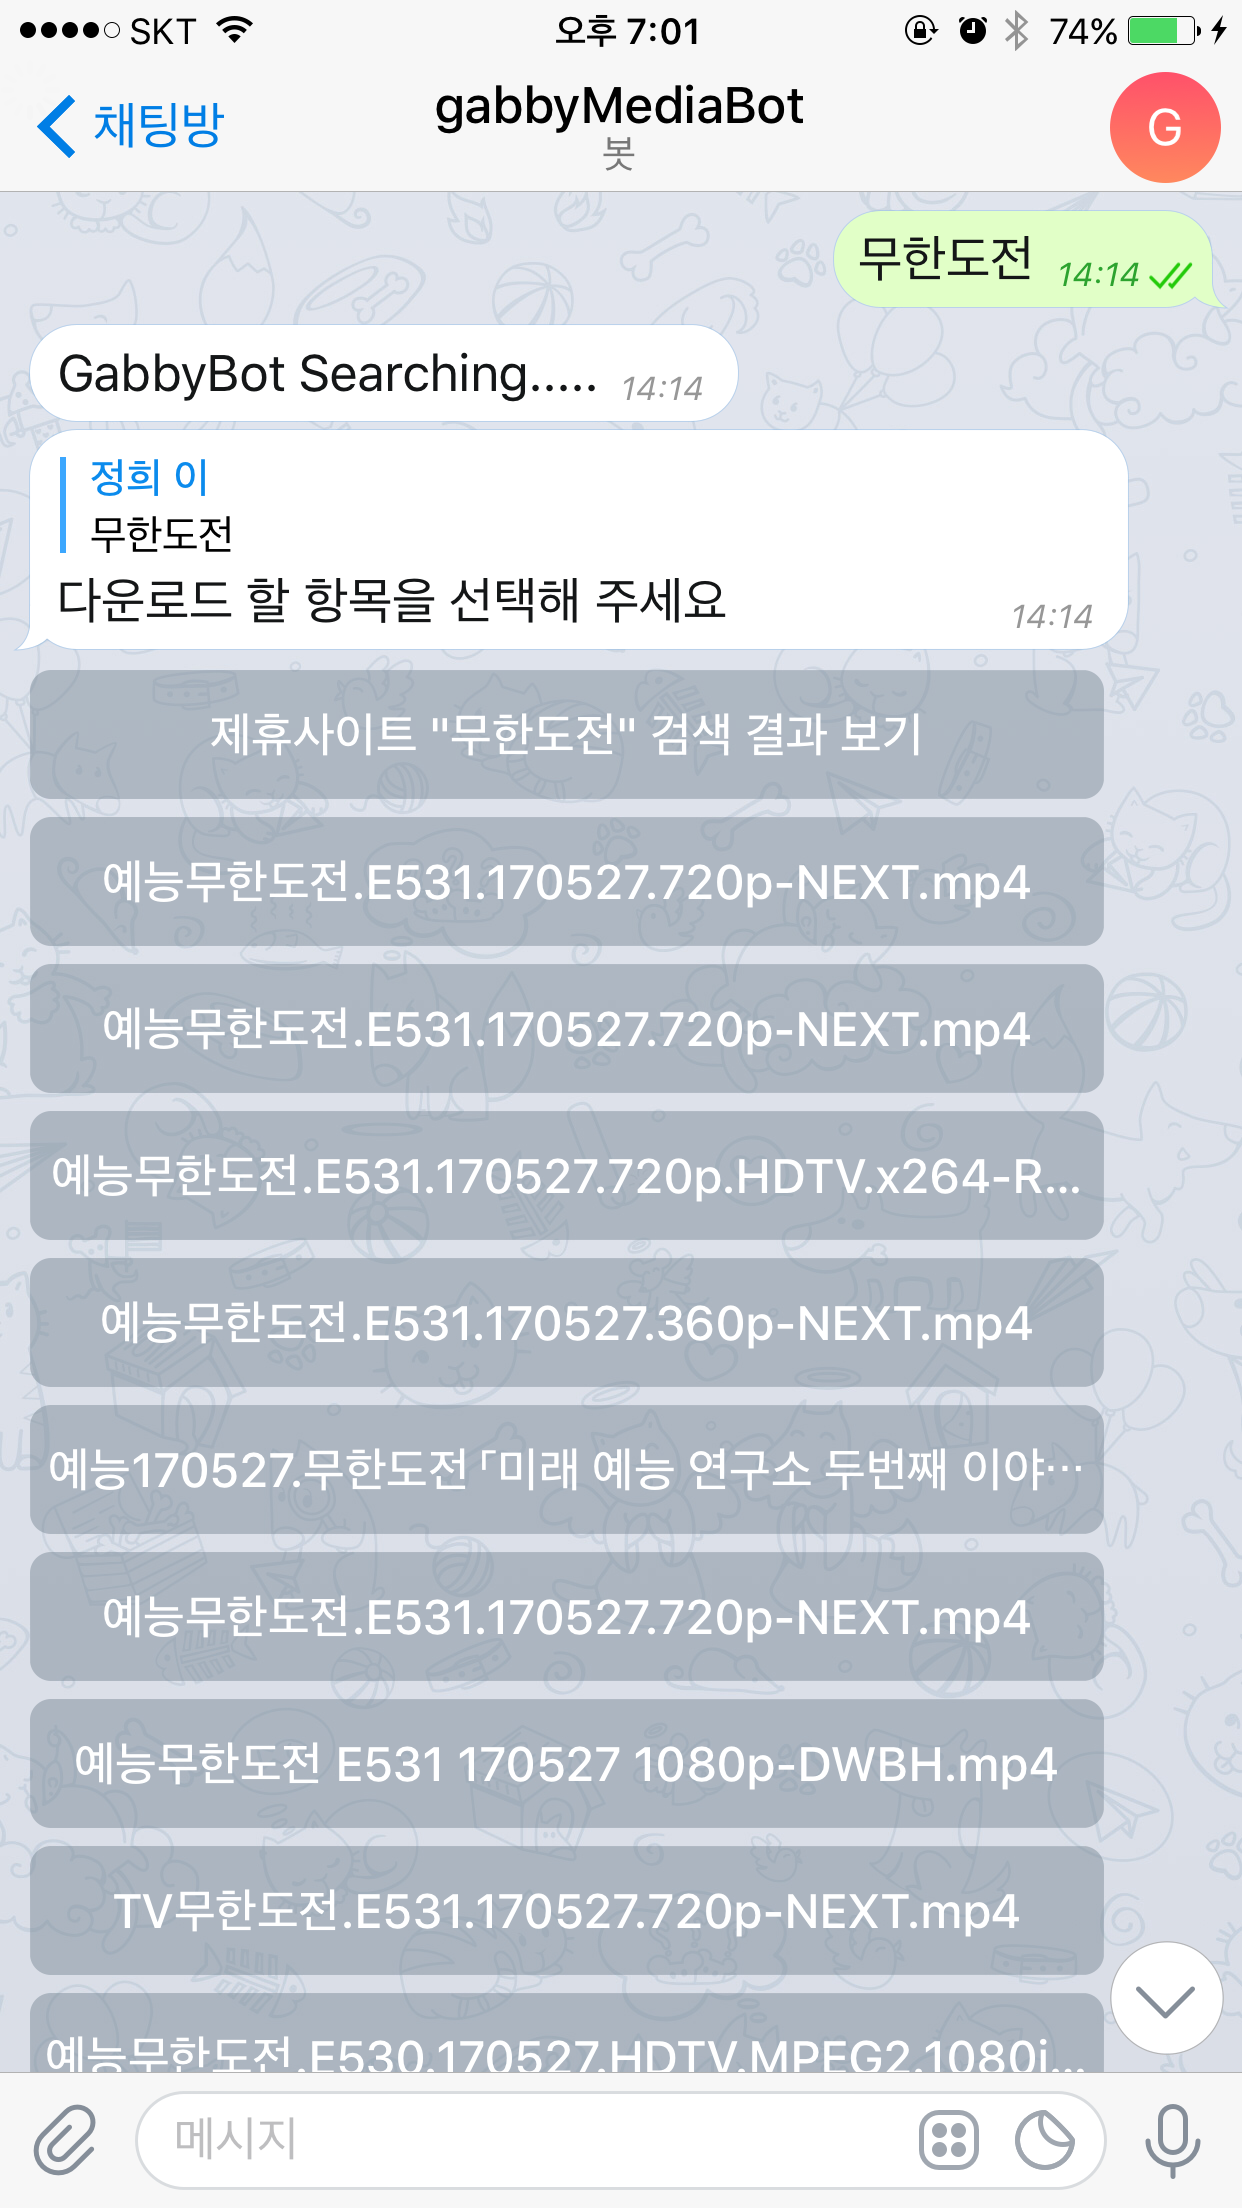 SKT 오후 7:01 74%
채팅방 gabbyMediaBot G
봇
무한도전 14:14
GabbyBot Searching..... 14:14
정희 이
무한도전
다운로드 할 항목을 선택해 주세요 14:14
제휴사이트 "무한도전" 검색 결과 보기
예능무한도전.E531.170527.720p-NEXT.mp4
예능무한도전.E531.170527.720p-NEXT.mp4
예능무한도전.E531.170527.720p.HDTV.x264-R...
예능무한도전.E531.170527.360p-NEXT.mp4
예능170527.무한도전「미래 예능 연구소 두번째 이야…
예능무한도전.E531.170527.720p-NEXT.mp4
예능무한도전 E531 170527 1080p-DWBH.mp4
TV무한도전.E531.170527.720p-NEXT.mp4
예능무한도전.E530.170527.HDTV.MPEG2.1080i...
메시지